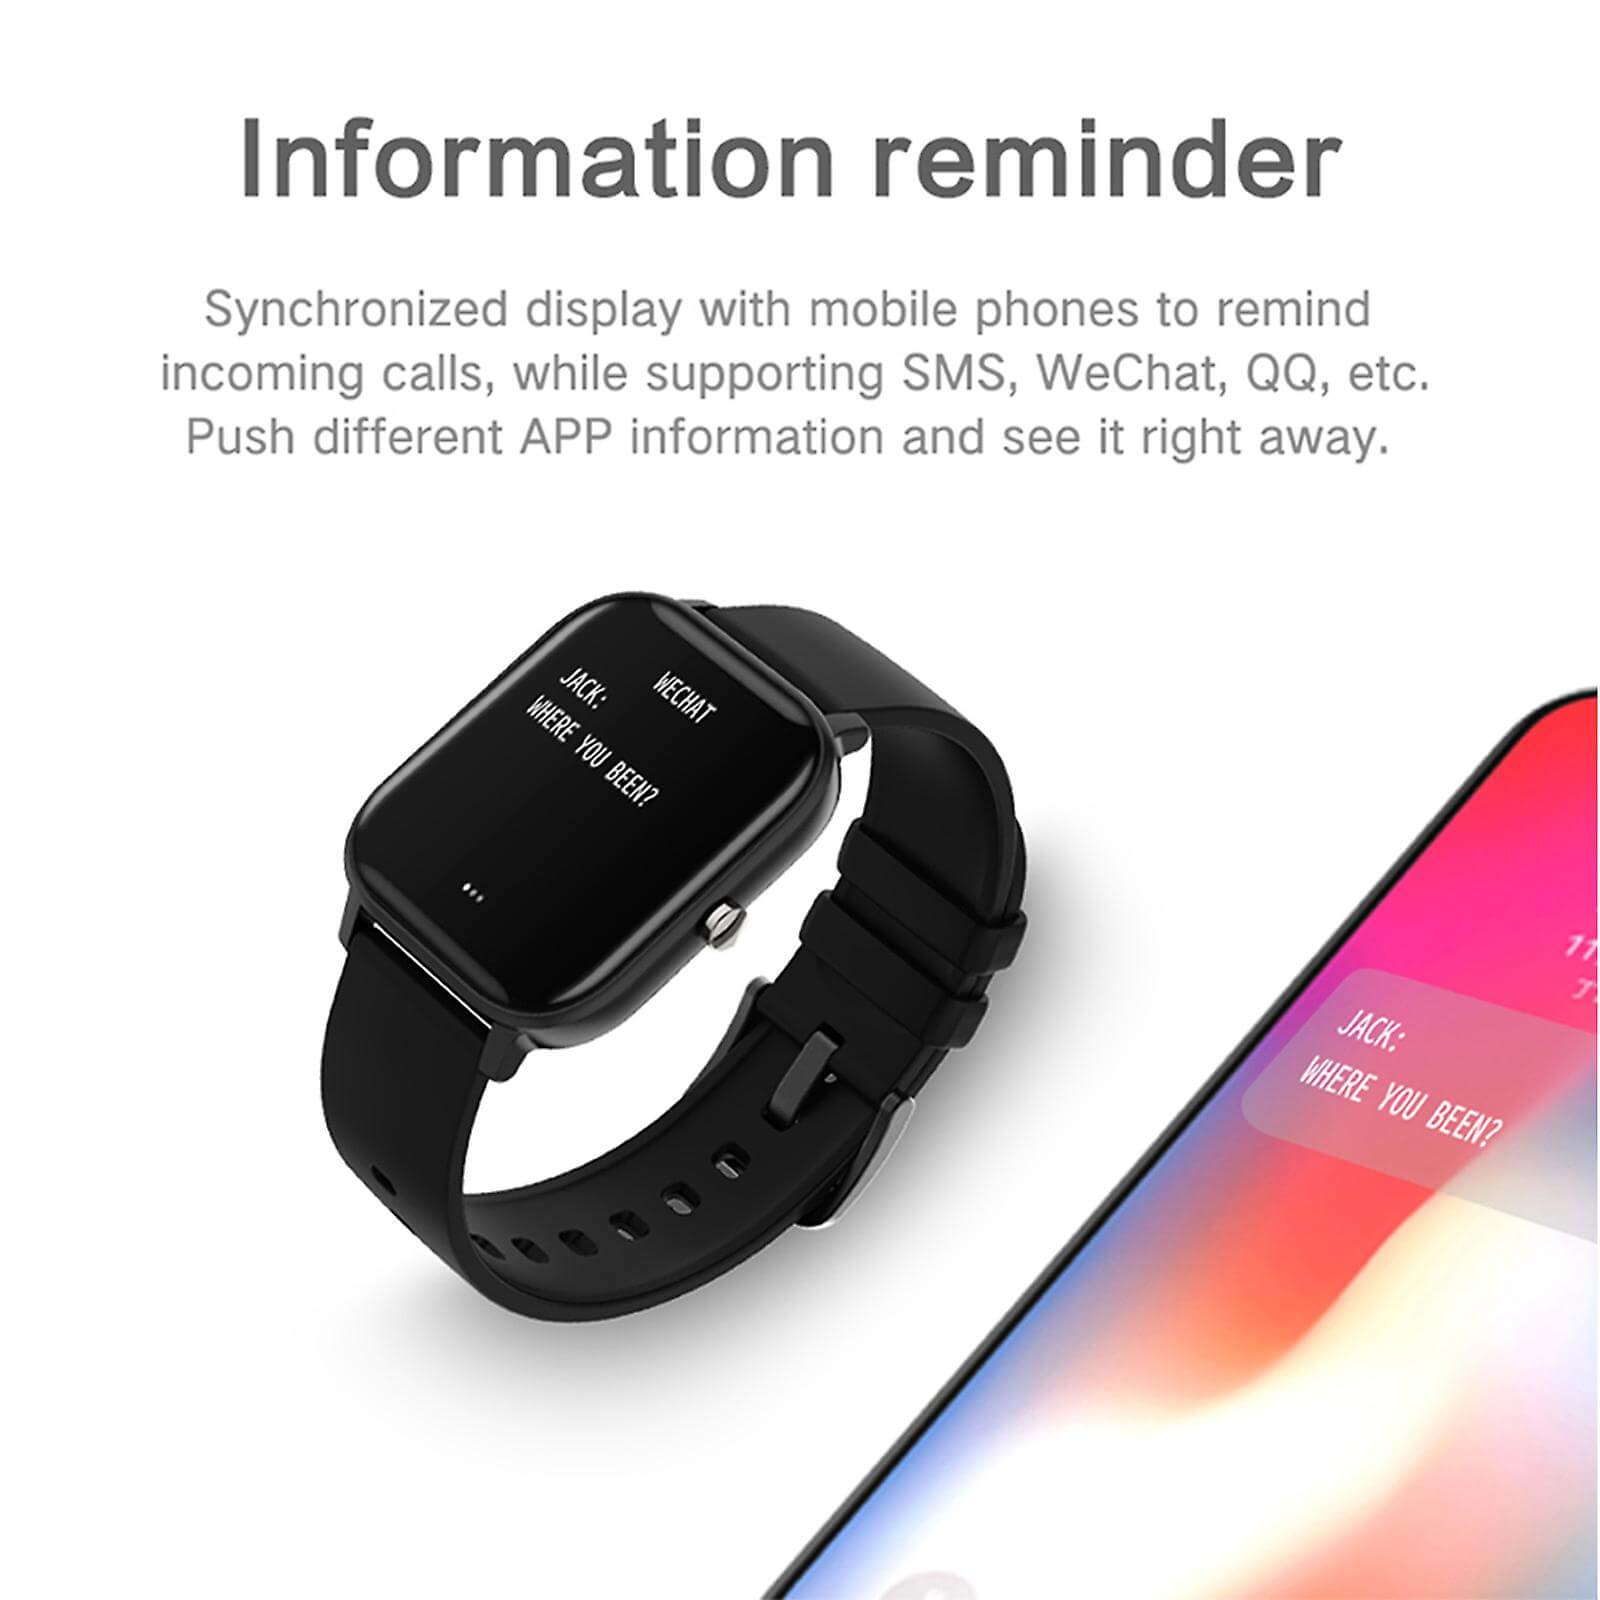 Information reminder
Synchronized display with mobile phones to remind
incoming calls, while supporting SMS, WeChat, QQ, etc.
Push different APP information and see it right away.
JACK: WECHAT
WHERE YOU BEEN?
JACK:
WHERE YOU BEEN?